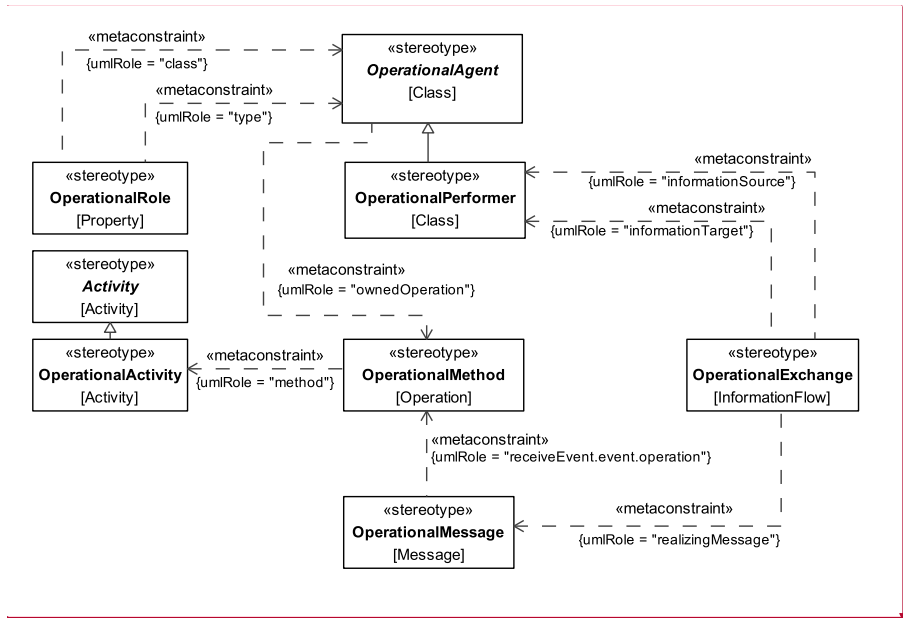 «metaconstraint»
{umlRole = "class"}
«metaconstraint»
{umlRole = "type"}
«stereotype»
OperationalAgent
[Class]
«stereotype»
OperationalRole
[Property]
«stereotype»
OperationalPerformer
[Class]
«metaconstraint»
{umlRole = "informationSource"}
«metaconstraint»
{umlRole = "informationTarget"}
«stereotype»
Activity
[Activity]
«metaconstraint»
{umlRole = "ownedOperation"}
«stereotype»
OperationalActivity
[Activity]
«metaconstraint»
{umlRole = "method"}
«stereotype»
OperationalMethod
[Operation]
«stereotype»
OperationalExchange
[InformationFlow]
«metaconstraint»
{umlRole = "receiveEvent.event.operation"}
«stereotype»
OperationalMessage
[Message]
«metaconstraint»
{umlRole = "realizingMessage"}